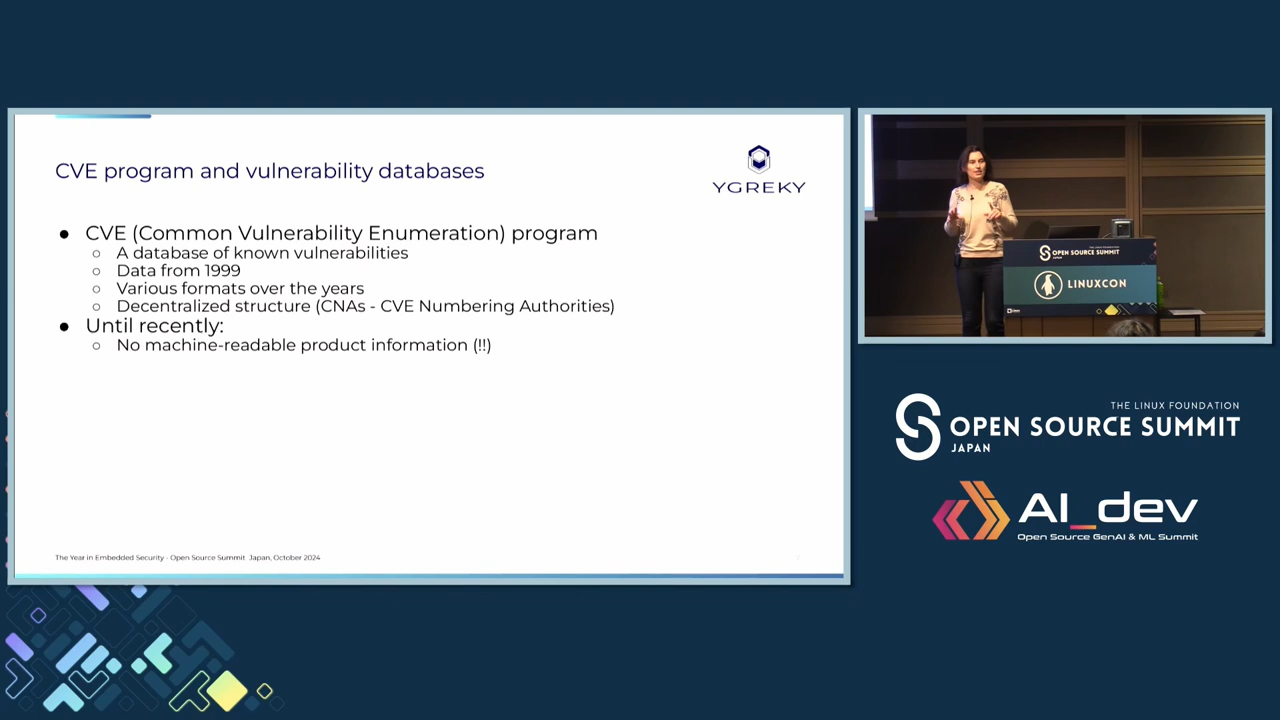 CVE program and vulnerability databases
YGREKY
● CVE (Common Vulnerability Enumeration) program
○ A database of known vulnerabilities
○ Data from 1999
○ Various formats over the years
○ Decentralized structure (CNAs - CVE Numbering Authorities)
● Until recently:
○ No machine-readable product information (!!)
The Year in Embedded Security - Open Source Summit Japan, October 2024
OPEN SOURCE SUMMIT
JAPAN
LINUXCON
THE LINUX FOUNDATION
OPEN SOURCE SUMMIT
JAPAN
AI_dev
Open Source GenAI & ML Summit